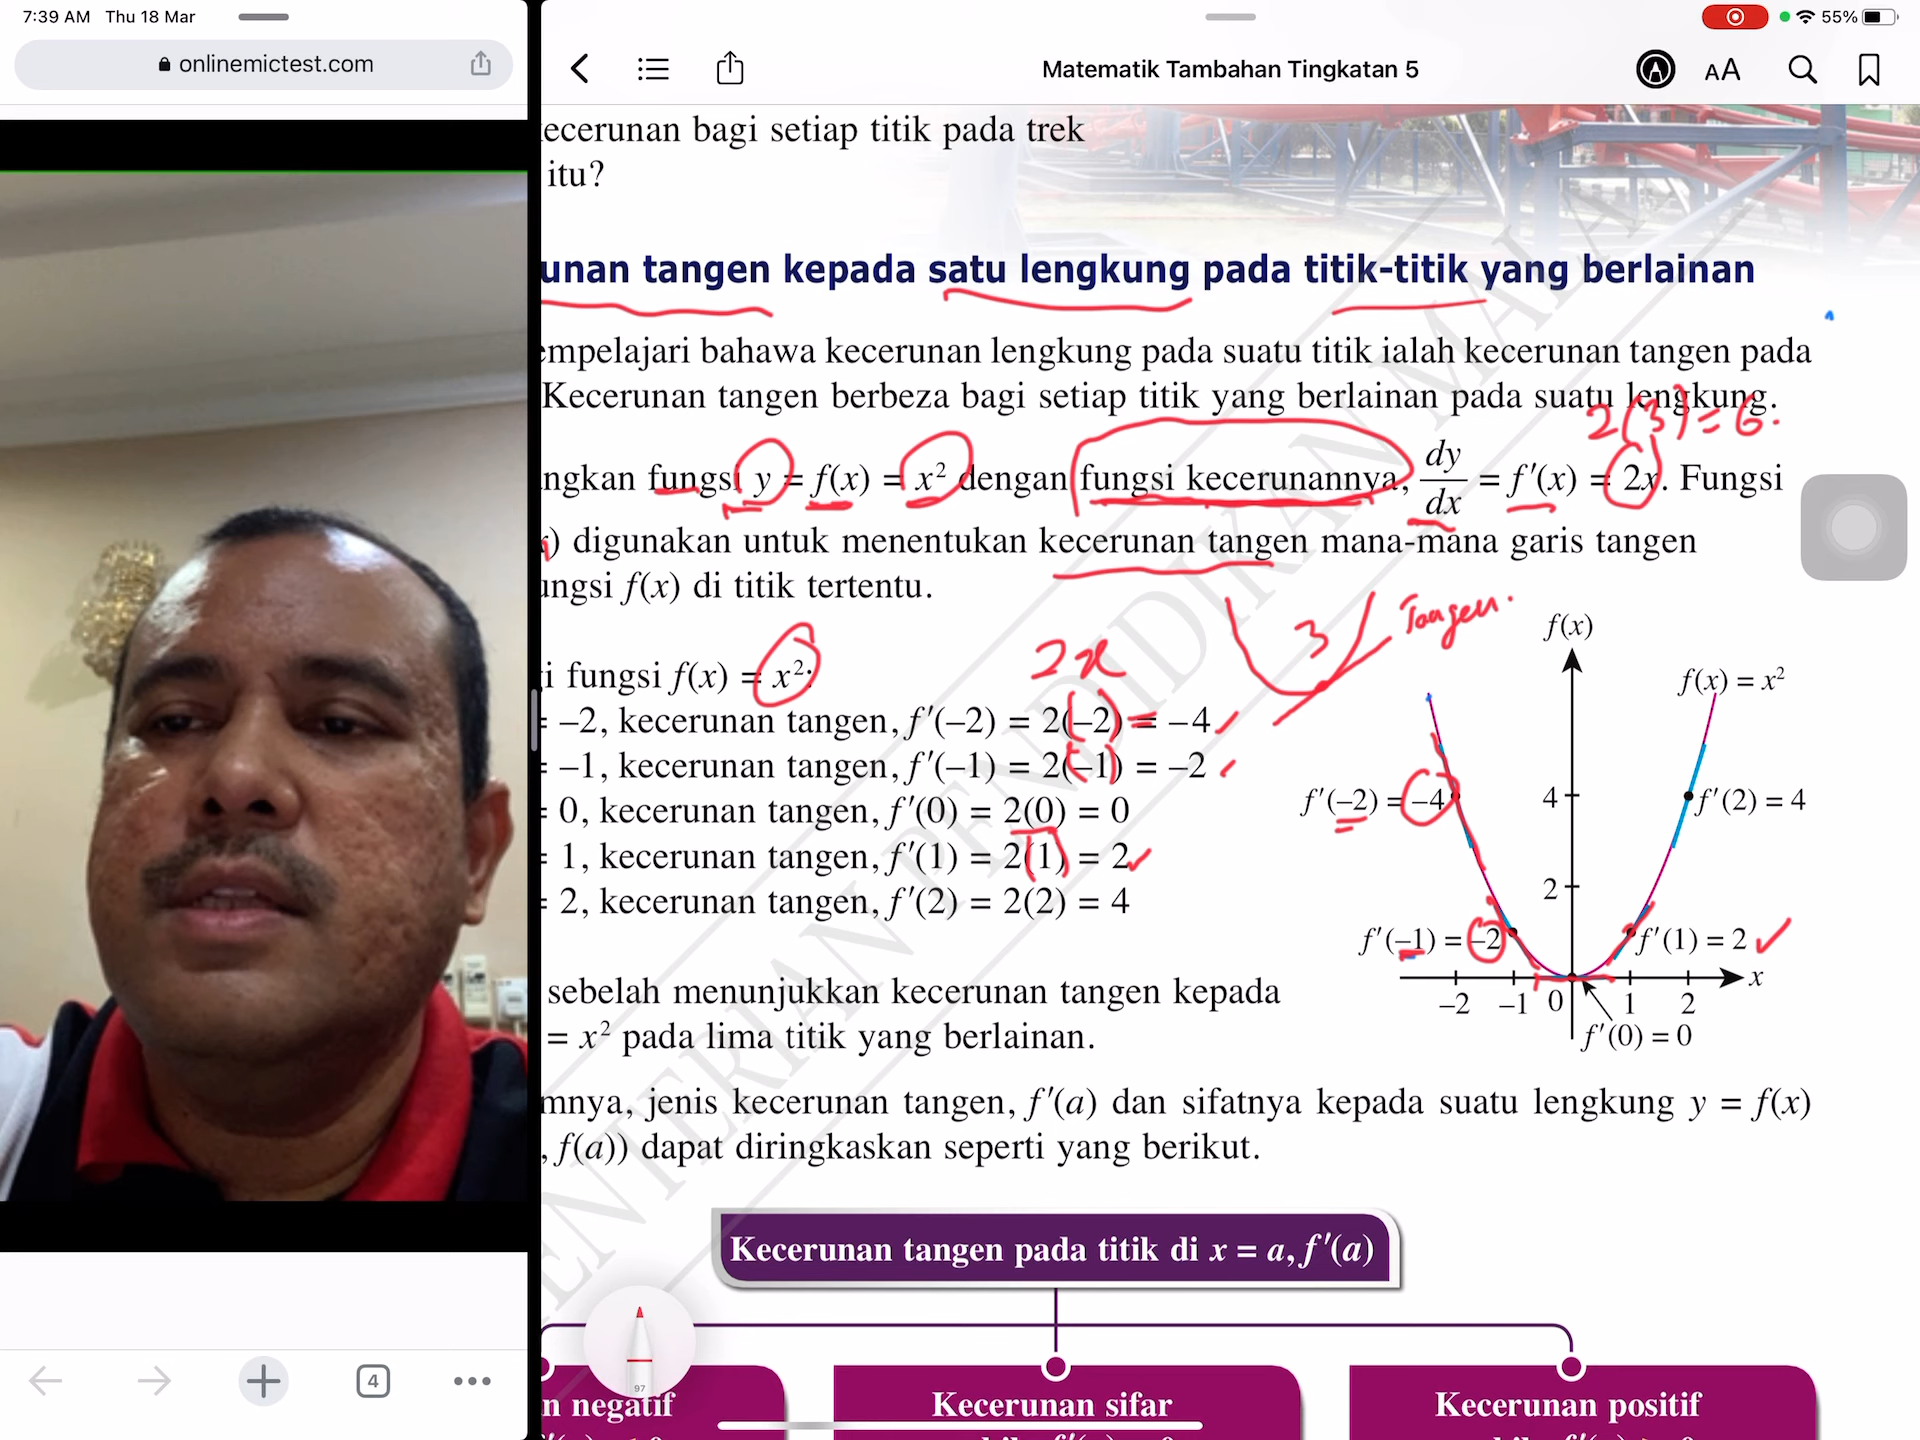 7:39 AM Thu 18 Mar
55%
onlinemictest.com
Matematik Tambahan Tingkatan 5
ecerunan bagi setiap titik pada trek
itu?
unan tangen kepada satu lengkung pada titik-titik yang berlainan
empelajari bahawa kecerunan lengkung pada suatu titik ialah kecerunan tangen pada
Kecerunan tangen berbeza bagi setiap titik yang berlainan pada suatu lengkung.
2(3) = 6.
ngkan fungsi y = f(x) = x² dengan fungsi kecerunannya, dy/dx = f′(x) = 2x. Fungsi
) digunakan untuk menentukan kecerunan tangen mana-mana garis tangen
ungsi f(x) di titik tertentu.
3
Tangen.
2x
i fungsi f(x) = x²:
= –2, kecerunan tangen, f′(–2) = 2(–2) = –4
= –1, kecerunan tangen, f′(–1) = 2(–1) = –2
= 0, kecerunan tangen, f′(0) = 2(0) = 0
= 1, kecerunan tangen, f′(1) = 2(1) = 2
= 2, kecerunan tangen, f′(2) = 2(2) = 4
f(x)
f(x) = x²
f′(–2) = –4
4
f′(2) = 4
2
f′(–1) = –2
f′(1) = 2
x
–2 –1 0 1 2
f′(0) = 0
sebelah menunjukkan kecerunan tangen kepada
= x² pada lima titik yang berlainan.
mnya, jenis kecerunan tangen, f′(a) dan sifatnya kepada suatu lengkung y = f(x)
, f(a)) dapat diringkaskan seperti yang berikut.
ENTERIAN PENDIDIKAN MALA
Kecerunan tangen pada titik di x = a, f′(a)
97
n negatif
Kecerunan sifar
Kecerunan positif
4